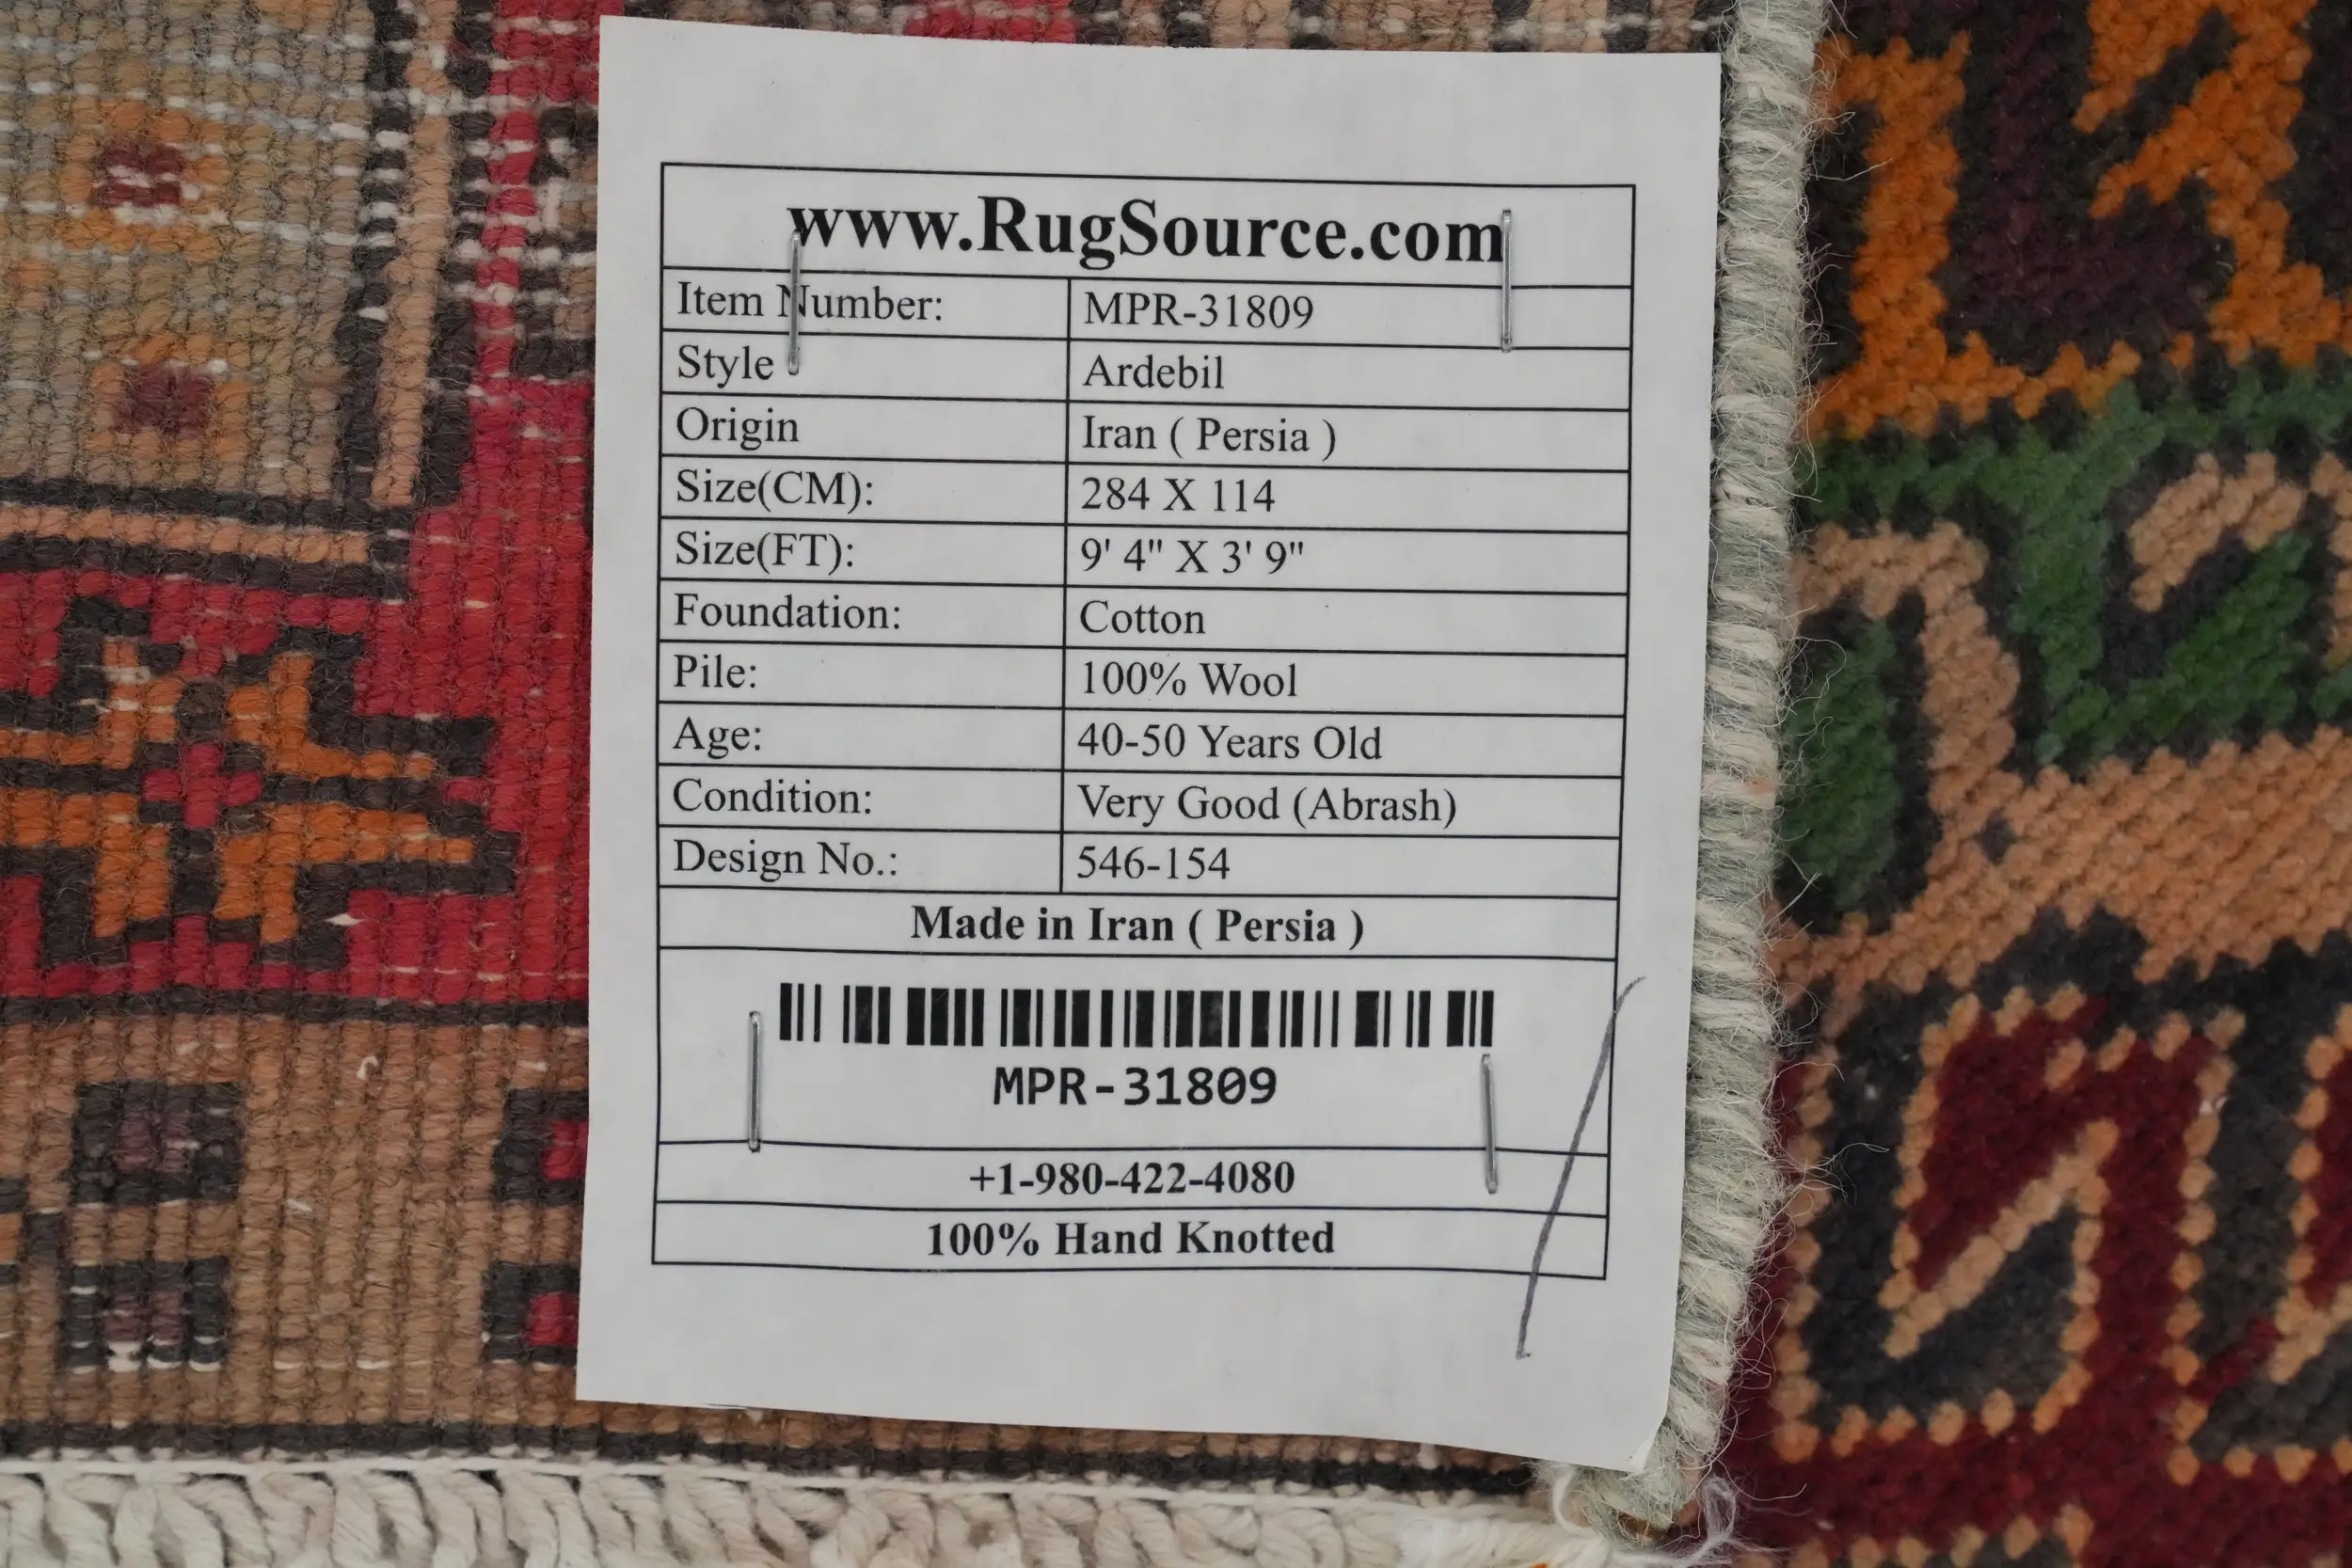 www.RugSource.com
Item Number: MPR-31809
Style Ardebil
Origin Iran ( Persia )
Size(CM): 284 X 114
Size(FT): 9' 4" X 3' 9"
Foundation: Cotton
Pile: 100% Wool
Age: 40-50 Years Old
Condition: Very Good (Abrash)
Design No.: 546-154
Made in Iran ( Persia )
MPR-31809
+1-980-422-4080
100% Hand Knotted